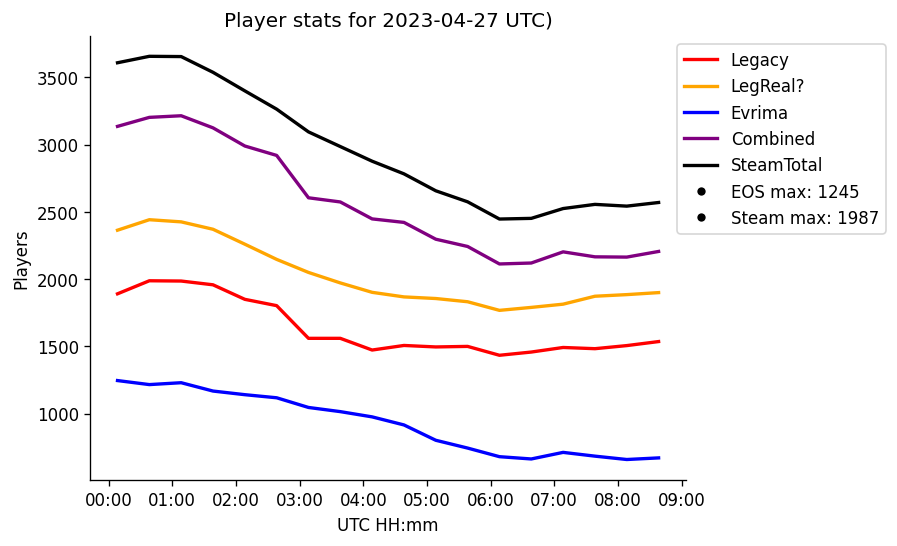 Player stats for 2023-04-27 UTC)
Players
3500
3000
2500
2000
1500
1000
00:00 01:00 02:00 03:00 04:00 05:00 06:00 07:00 08:00 09:00
UTC HH:mm
Legacy
LegReal?
Evrima
Combined
SteamTotal
EOS max: 1245
Steam max: 1987